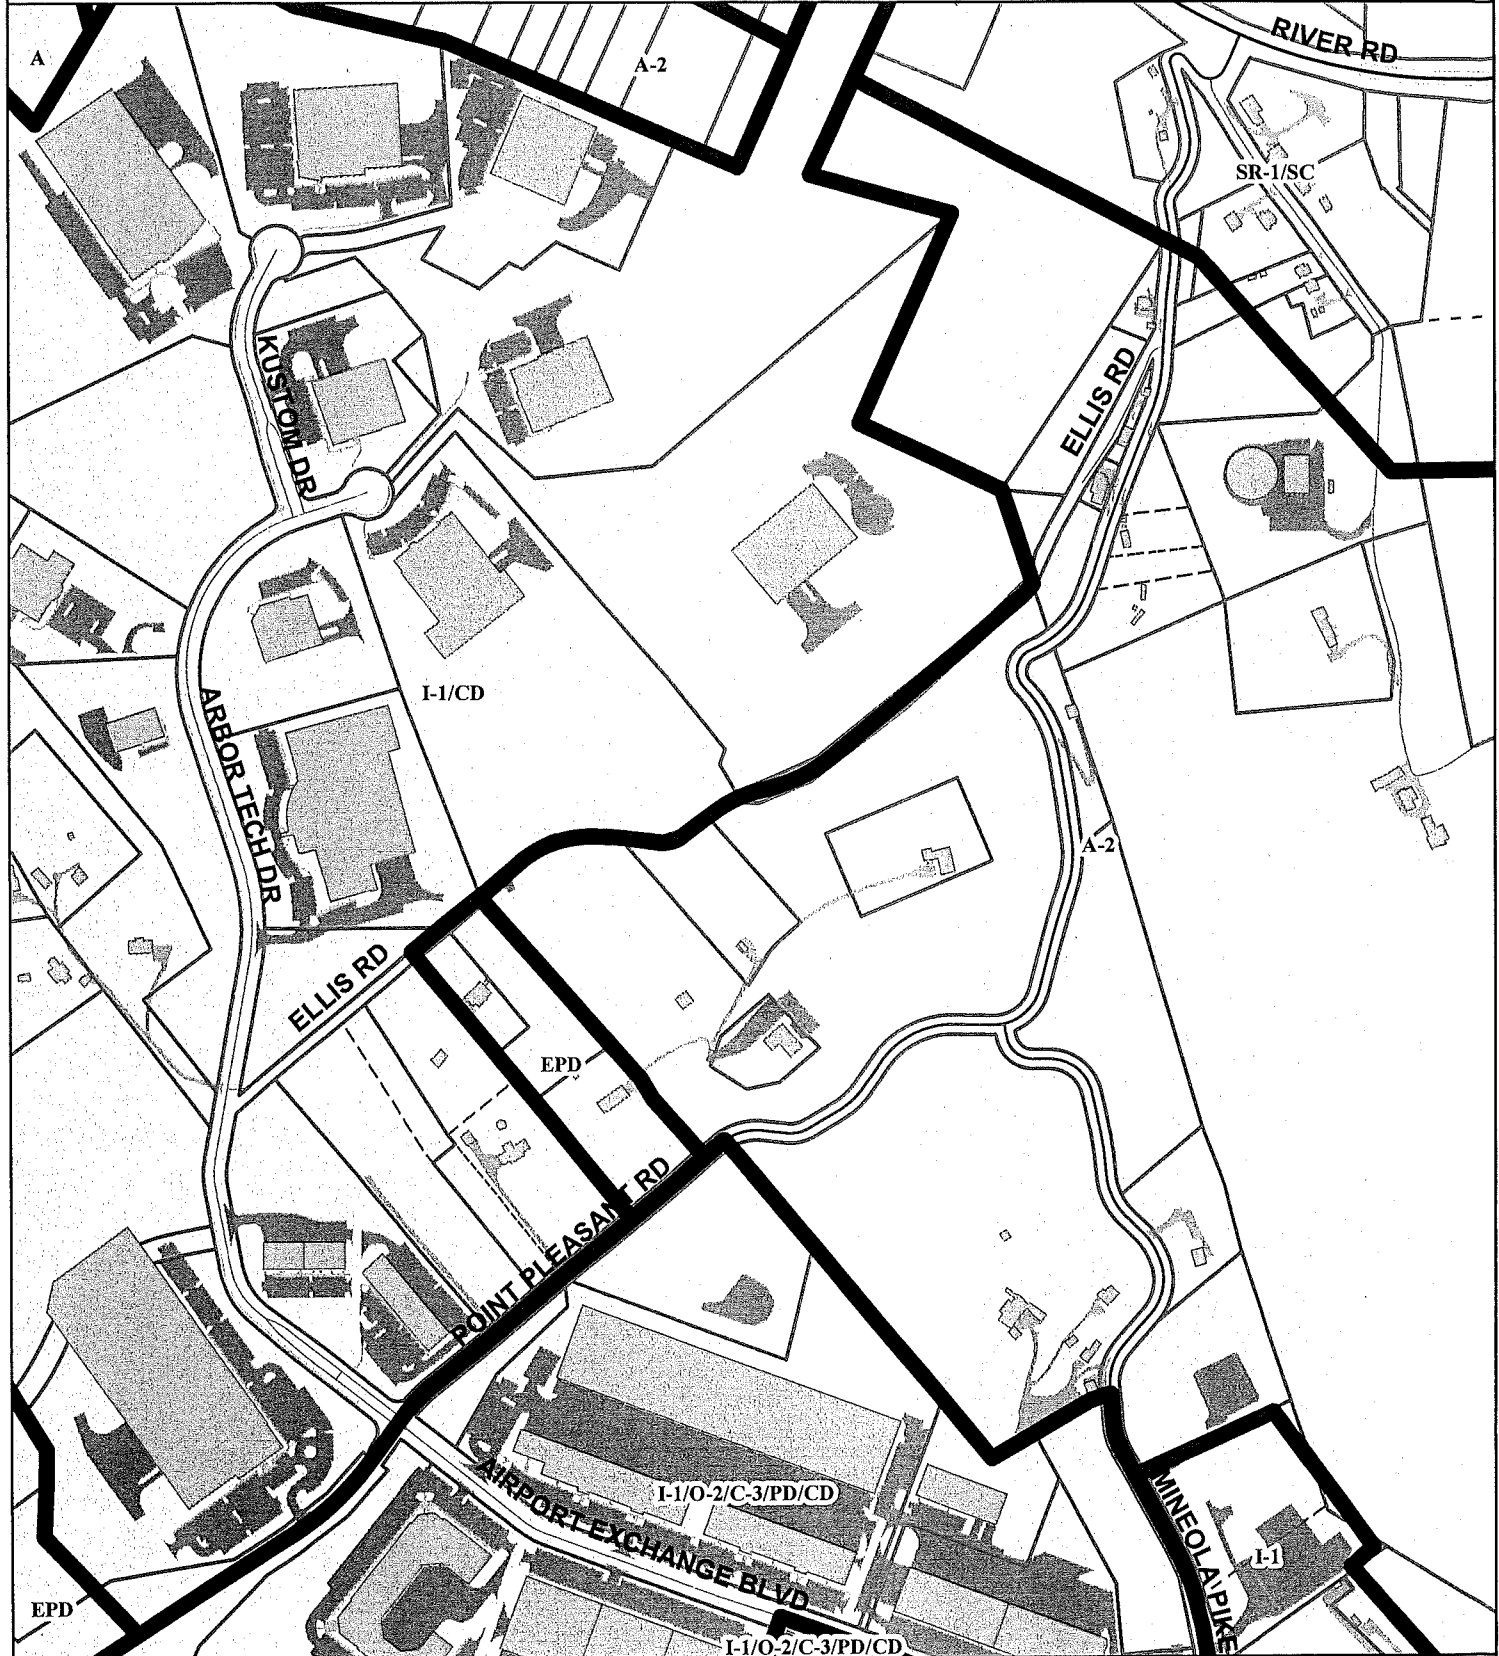 RIVER RD
A
A-2
SR-1/SC
KUSTOM DR
ELLIS RD
I-1/CD
ARBOR TECH DR
A-2
ELLIS RD
EPD
POINT PLEASANT RD
AIRPORT EXCHANGE BLVD
I-1/O-2/C-3/PD/CD
MINEOLA PIKE
I-1
EPD
I-1/O-2/C-3/PD/CD